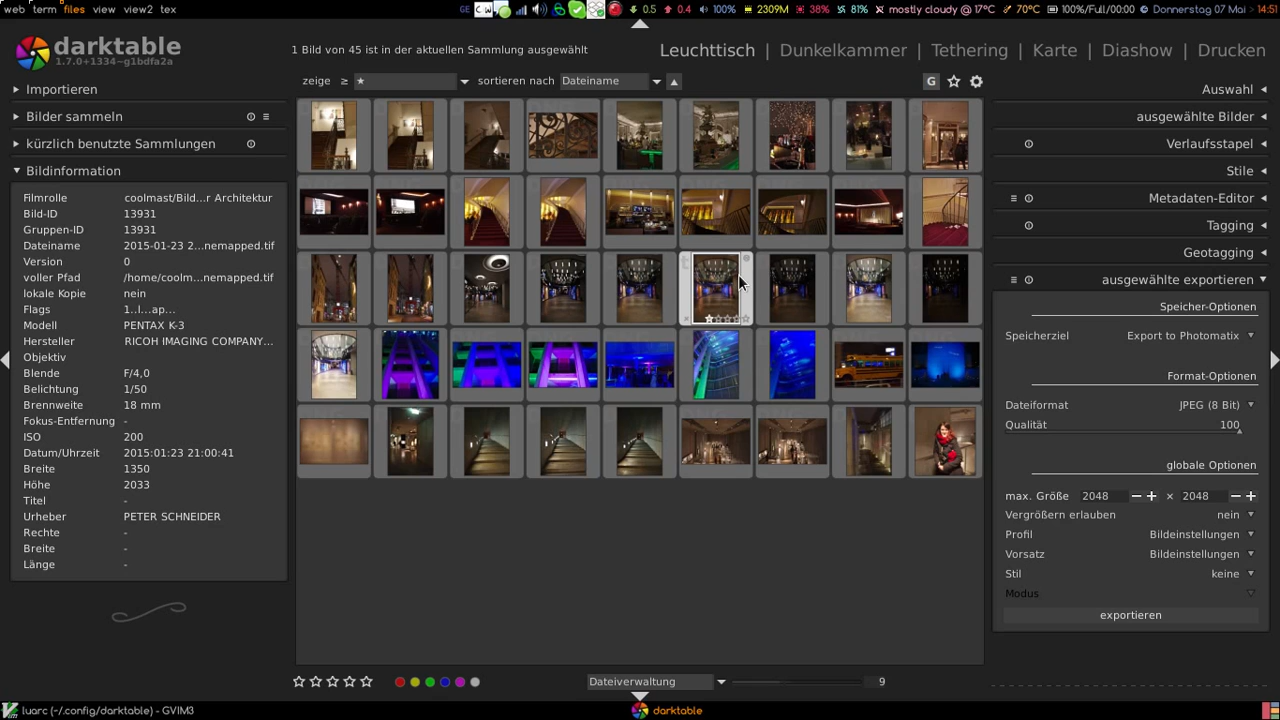 web term files view view2 tex
GE 0.5 0.4 100% 2309M 38% 81% mostly cloudy @ 17°C 70°C 100%/Full/00:00 Donnerstag 07 Mai 14:51
darktable
1.7.0+1334~g1bdfa2a
1 Bild von 45 ist in der aktuellen Sammlung ausgewählt
Leuchttisch | Dunkelkammer | Tethering | Karte | Diashow | Drucken
zeige ≥ ★ sortieren nach Dateiname
G
Importieren
Bilder sammeln
kürzlich benutzte Sammlungen
Bildinformation
Filmrolle coolmast/Bild...r Architektur
Bild-ID 13931
Gruppen-ID 13931
Dateiname 2015-01-23 2...nemapped.tif
Version 0
voller Pfad /home/coolm...nemapped.tif
lokale Kopie nein
Flags 1..l...ap...
Modell PENTAX K-3
Hersteller RICOH IMAGING COMPANY...
Objektiv
Blende F/4,0
Belichtung 1/50
Brennweite 18 mm
Fokus-Entfernung -
ISO 200
Datum/Uhrzeit 2015:01:23 21:00:41
Breite 1350
Höhe 2033
Titel -
Urheber PETER SCHNEIDER
Rechte -
Breite -
Länge -
Auswahl
ausgewählte Bilder
Verlaufsstapel
Stile
Metadaten-Editor
Tagging
Geotagging
ausgewählte exportieren
Speicher-Optionen
Speicherziel Export to Photomatix
Format-Optionen
Dateiformat JPEG (8 Bit)
Qualität 100
globale Optionen
max. Größe 2048 × 2048
Vergrößern erlauben nein
Profil Bildeinstellungen
Vorsatz Bildeinstellungen
Stil keine
Modus
exportieren
Dateiverwaltung 9
luarc (~/.config/darktable) - GVIM3
darktable